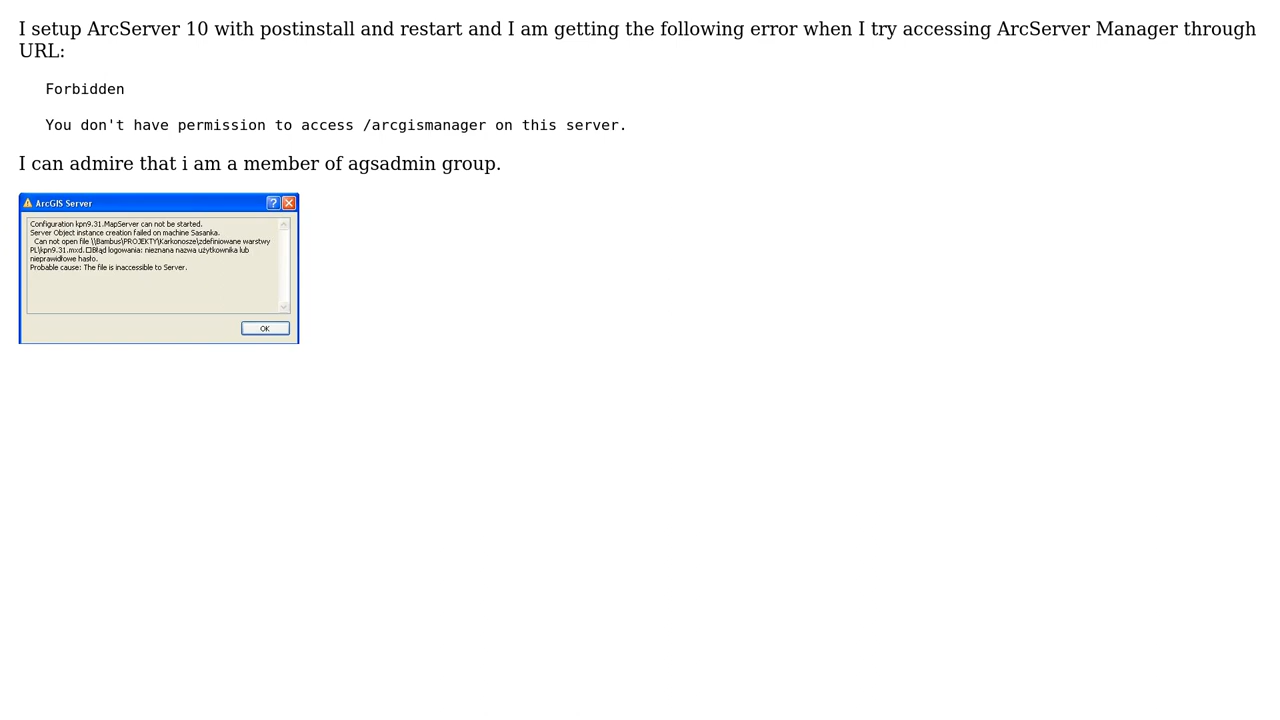 I setup ArcServer 10 with postinstall and restart and I am getting the following error when I try accessing ArcServer Manager through
URL:
Forbidden
You don't have permission to access /arcgismanager on this server.
I can admire that i am a member of agsadmin group.
ArcGIS Server
Configuration kpn9.31.MapServer can not be started.
Server Object instance creation failed on machine Sasanka.
Can not open file \\Bambus\PROJEKTY\Karkonosze\zdefiniowane warstwy
PL\kpn9.31.mxd.□Błąd logowania: nieznana nazwa użytkownika lub
nieprawidłowe hasło.
Probable cause: The file is inaccessible to Server.
OK